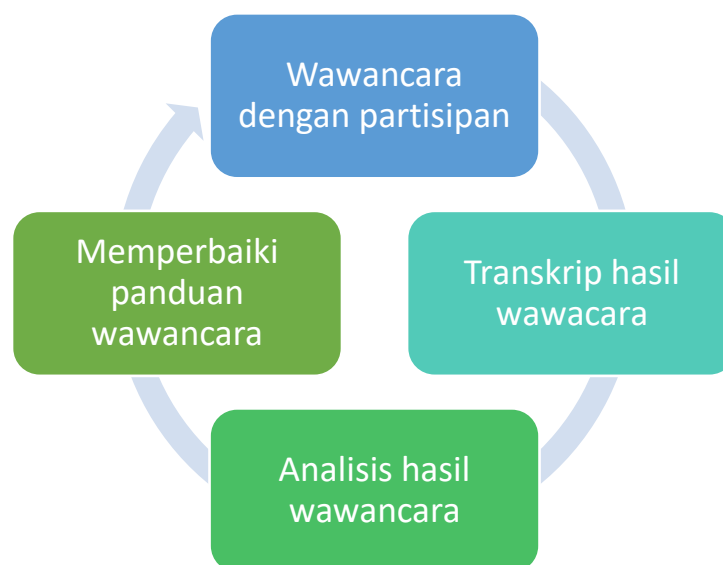 Wawancara
dengan partisipan
Transkrip hasil
wawacara
Analisis hasil
wawancara
Memperbaiki
panduan
wawancara